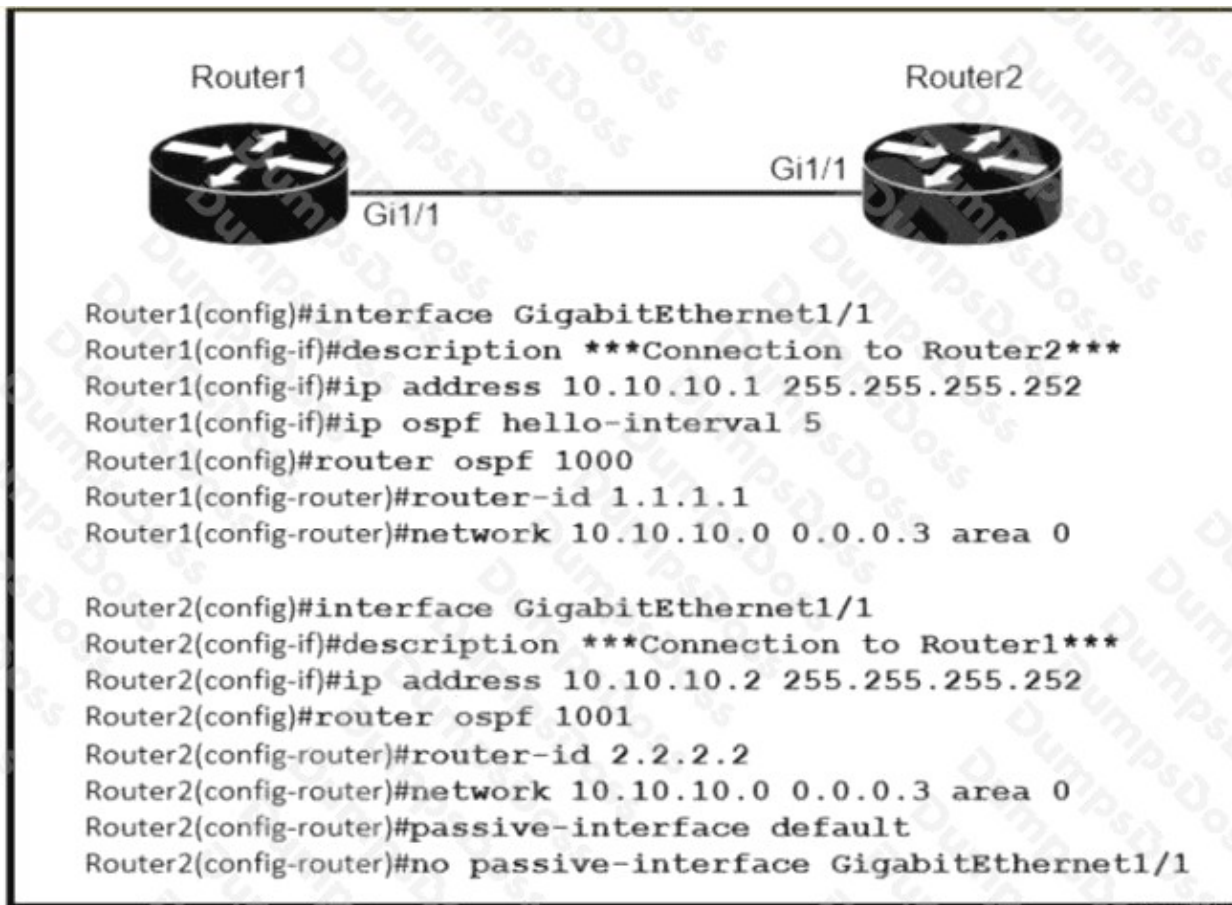 Router1
Router2
Gi1/1
Gi1/1
Router1(config)#interface GigabitEthernet1/1
Router1(config-if)#description ***Connection to Router2***
Router1(config-if)#ip address 10.10.10.1 255.255.255.252
Router1(config-if)#ip ospf hello-interval 5
Router1(config)#router ospf 1000
Router1(config-router)#router-id 1.1.1.1
Router1(config-router)#network 10.10.10.0 0.0.0.3 area 0
Router2(config)#interface GigabitEthernet1/1
Router2(config-if)#description ***Connection to Router1***
Router2(config-if)#ip address 10.10.10.2 255.255.255.252
Router2(config)#router ospf 1001
Router2(config-router)#router-id 2.2.2.2
Router2(config-router)#network 10.10.10.0 0.0.0.3 area 0
Router2(config-router)#passive-interface default
Router2(config-router)#no passive-interface GigabitEthernet1/1
DumpsDoss